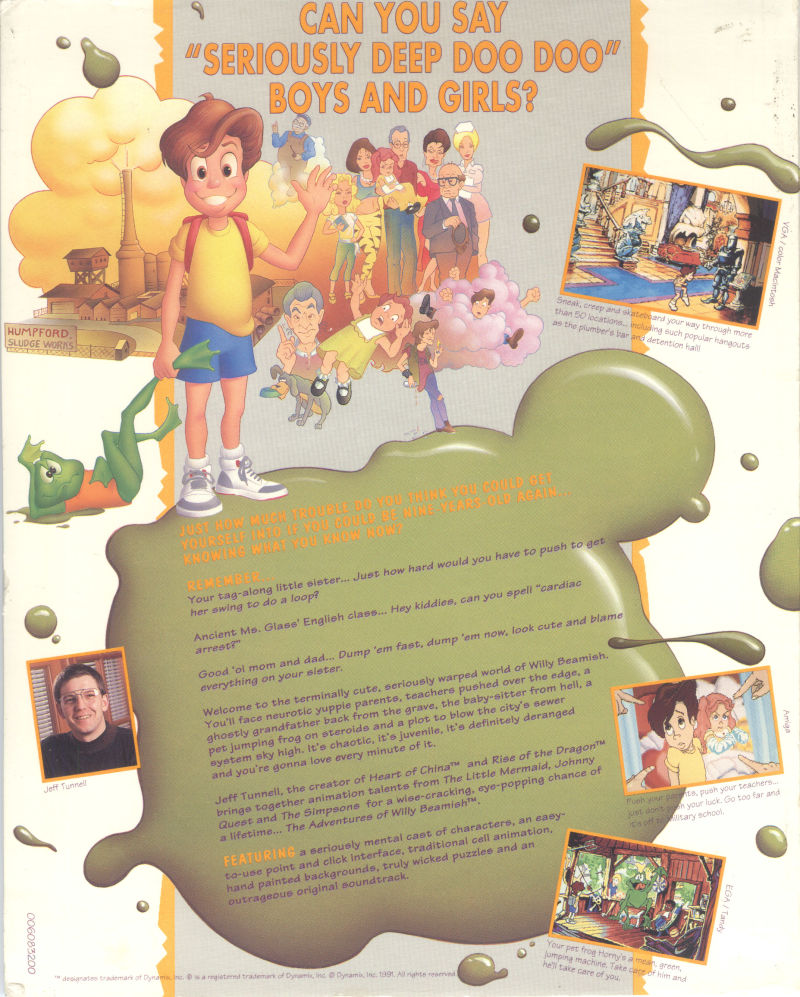 CAN YOU SAY
"SERIOUSLY DEEP DOO DOO"
BOYS AND GIRLS?
HUMPFORD
SLUDGE WORKS
VGA / color Macintosh
Sneak, creep and skateboard your way through more
than 50 locations... including such popular hangouts
as the plumber's bar and detention hall!
JUST HOW MUCH TROUBLE DO YOU THINK YOU COULD GET
YOURSELF INTO IF YOU COULD BE NINE-YEARS-OLD AGAIN...
KNOWING WHAT YOU KNOW NOW?
REMEMBER...
Your tag-along little sister... Just how hard would you have to push to get
her swing to do a loop?
Ancient Ms. Glass' English class... Hey kiddies, can you spell "cardiac
arrest?"
Good 'ol mom and dad... Dump 'em fast, dump 'em now, look cute and blame
everything on your sister.
Welcome to the terminally cute, seriously warped world of Willy Beamish.
You'll face neurotic yuppie parents, teachers pushed over the edge, a
ghostly grandfather back from the grave, the baby-sitter from hell, a
pet jumping frog on steroids and a plot to blow the city's sewer
system sky high. It's chaotic, it's juvenile, it's definitely deranged
and you're gonna love every minute of it.
Jeff Tunnell, the creator of Heart of China™ and Rise of the Dragon™
brings together animation talents from The Little Mermaid, Johnny
Quest and The Simpsons for a wise-cracking, eye-popping chance of
a lifetime... The Adventures of Willy Beamish™.
FEATURING a seriously mental cast of characters, an easy-
to-use point and click interface, traditional cell animation,
hand painted backgrounds, truly wicked puzzles and an
outrageous original soundtrack.
Jeff Tunnell
Amiga
Push your parents, push your teachers...
just don't push your luck. Go too far and
it's off to military school.
EGA / Tandy
Your pet frog Horny's a mean, green,
jumping machine. Take care of him and
he'll take care of you.
006083200
™ designates trademark of Dynamix, Inc. ® is a registered trademark of Dynamix, Inc. © Dynamix, Inc. 1991. All rights reserved.